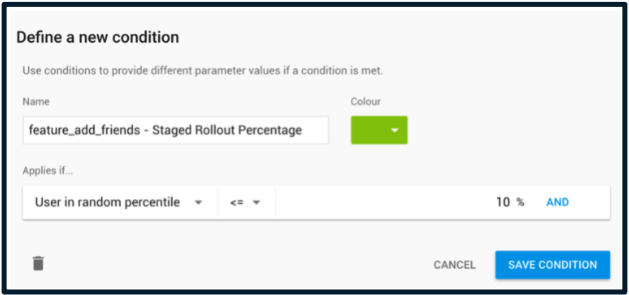 Define a new condition
Use conditions to provide different parameter values if a condition is met.
Name
Colour
feature_add_friends - Staged Rollout Percentage
Applies if...
User in random percentile <= 10 % AND
CANCEL SAVE CONDITION